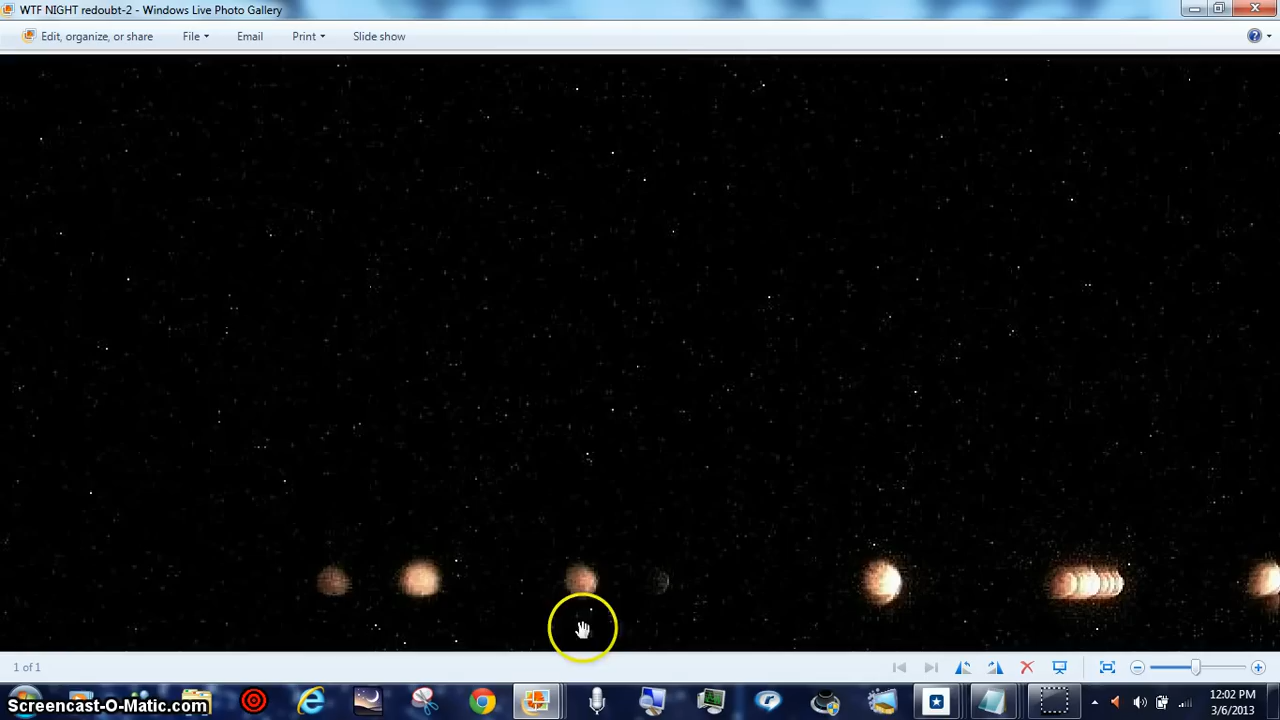 WTF NIGHT redoubt-2 - Windows Live Photo Gallery
Edit, organize, or share File Email Print Slide show
1 of 1
12:02 PM
3/6/2013
Screencast-O-Matic.com